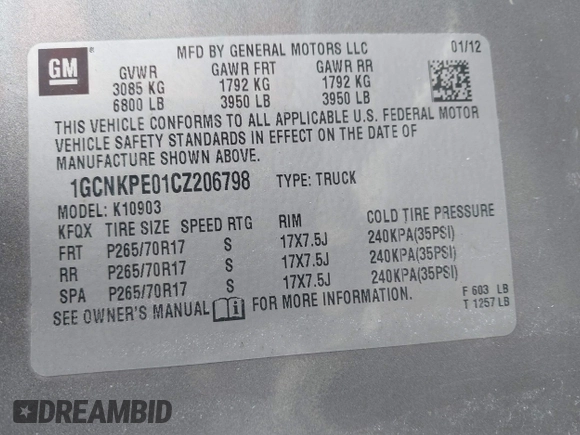 GM
MFD BY GENERAL MOTORS LLC 01/12
GVWR GAWR FRT GAWR RR
3085 KG 1792 KG 1792 KG
6800 LB 3950 LB 3950 LB
THIS VEHICLE CONFORMS TO ALL APPLICABLE U.S. FEDERAL MOTOR
VEHICLE SAFETY STANDARDS IN EFFECT ON THE DATE OF
MANUFACTURE SHOWN ABOVE.
1GCNKPE01CZ206798 TYPE: TRUCK
MODEL: K10903
KFQX TIRE SIZE SPEED RTG RIM COLD TIRE PRESSURE
FRT P265/70R17 S 17X7.5J 240KPA(35PSI)
RR P265/70R17 S 17X7.5J 240KPA(35PSI)
SPA P265/70R17 S 17X7.5J 240KPA(35PSI)
SEE OWNER'S MANUAL i FOR MORE INFORMATION.
F 603 LB
T 1257 LB
DREAMBID